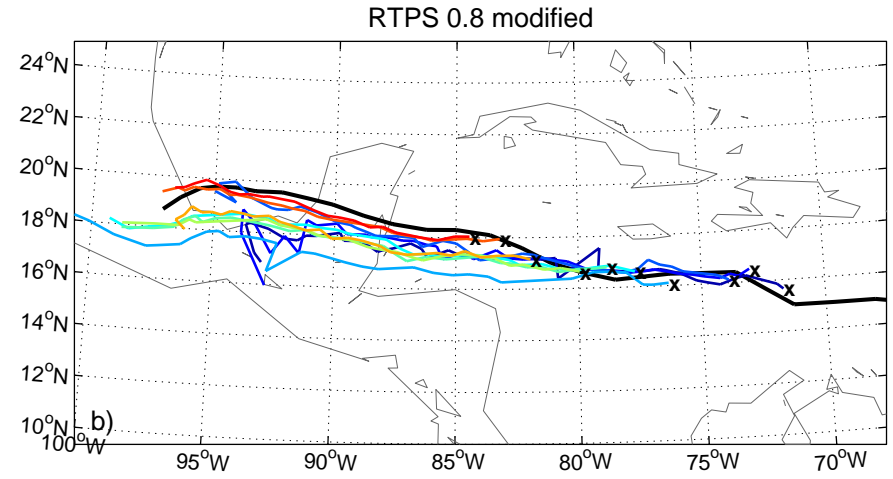 RTPS 0.8 modified
24°N
22°N
20°N
18°N
16°N
14°N
12°N
10°N
b)
100°W
95°W
90°W
85°W
80°W
75°W
70°W
x x x x x x x x x x